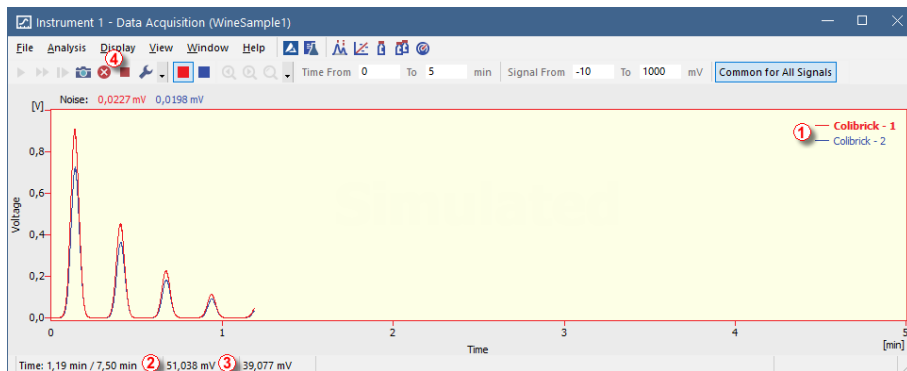 Instrument 1 - Data Acquisition (WineSample1)
File Analysis Display View Window Help
4
Time From 0 To 5 min Signal From -10 To 1000 mV Common for All Signals
[V] Noise: 0,0227 mV 0,0198 mV
1 Colibrick - 1
Colibrick - 2
0,8
0,6
Voltage
0,4
0,2
0,0
0 1 2 3 4 5
Time [min]
Time: 1,19 min / 7,50 min 2 51,038 mV 3 39,077 mV